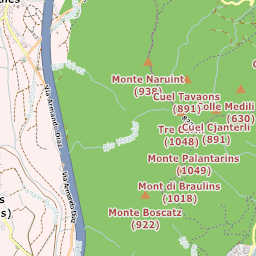 Monte Naruint
(938)
Cuel Tavaons
(891)
Colle Medili
(630)
Tre C
Cuel Cjanterli
(1048)
(891)
Monte Palantarins
(1049)
Mont di Braulins
(1018)
Monte Boscatz
(922)
Via Armando Diaz
Via Armando Diaz
s)